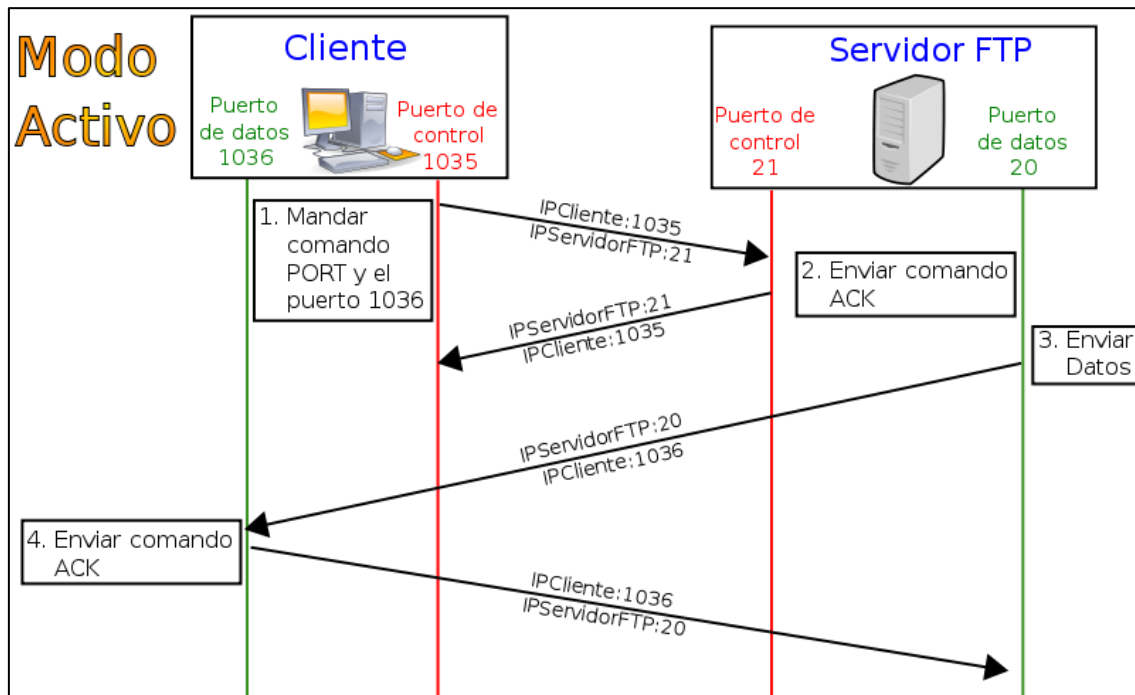 Modo
Activo
Cliente
Puerto
de datos
1036
Puerto de
control
1035
Servidor FTP
Puerto de
control
21
Puerto
de datos
20
1. Mandar
comando
PORT y el
puerto 1036
IPCliente:1035
IPServidorFTP:21
2. Enviar comando
ACK
IPServidorFTP:21
IPCliente:1035
3. Enviar
Datos
IPServidorFTP:20
IPCliente:1036
4. Enviar comando
ACK
IPCliente:1036
IPServidorFTP:20